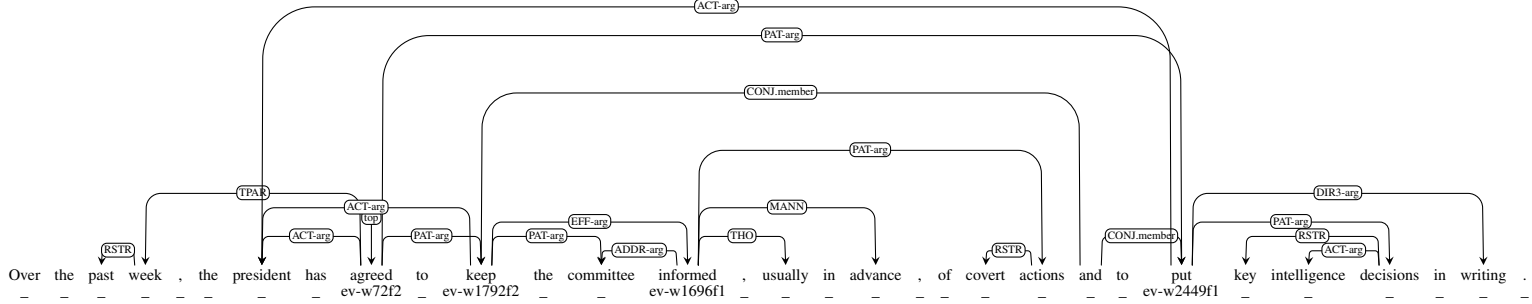 ACT-arg
PAT-arg
CONJ.member
PAT-arg
TPAR DIR3-arg
ACT-arg MANN
top EFF-arg PAT-arg
ACT-arg PAT-arg PAT-arg THO CONJ.member RSTR
RSTR ADDR-arg RSTR ACT-arg
Over the past week , the president has agreed to keep the committee informed , usually in advance , of covert actions and to put key intelligence decisions in writing .
_ _ _ _ _ _ _ _ ev-w72f2 _ ev-w1792f2 _ _ ev-w1696f1 _ _ _ _ _ _ _ _ _ _ ev-w2449f1 _ _ _ _ _ _